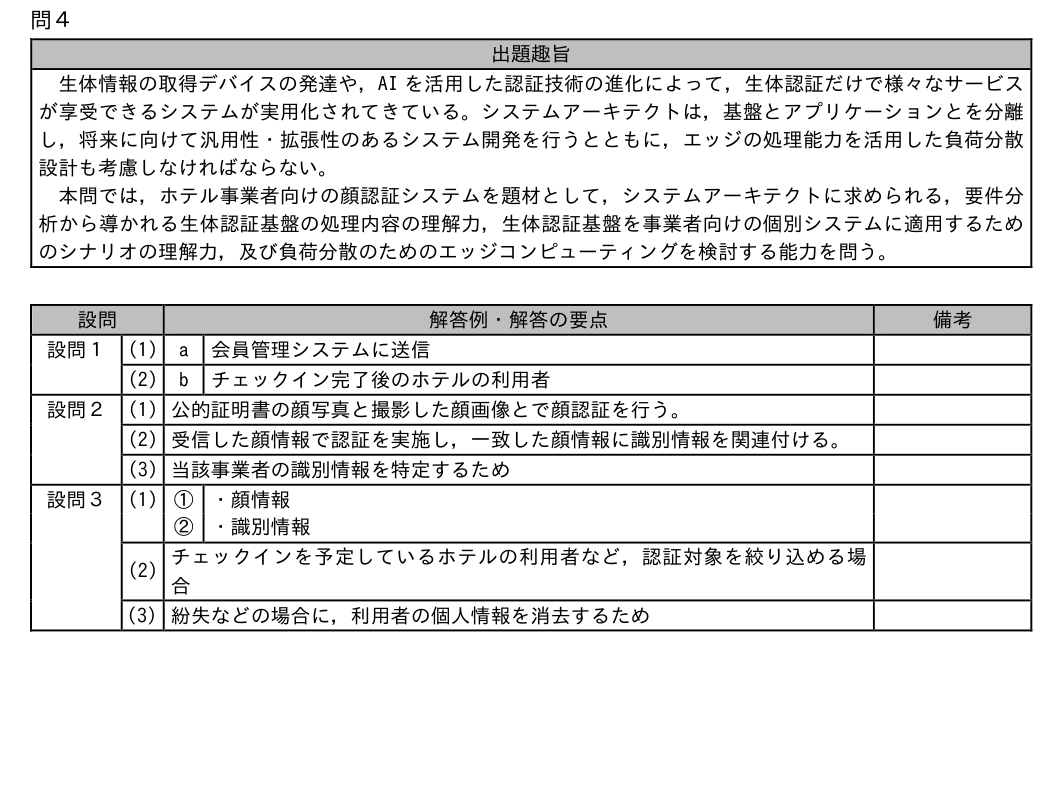 問４
出題趣旨
生体情報の取得デバイスの発達や，AI を活用した認証技術の進化によって，生体認証だけで様々なサービス
が享受できるシステムが実用化されてきている。システムアーキテクトは，基盤とアプリケーションとを分離
し，将来に向けて汎用性・拡張性のあるシステム開発を行うとともに，エッジの処理能力を活用した負荷分散
設計も考慮しなければならない。
本問では，ホテル事業者向けの顔認証システムを題材として，システムアーキテクトに求められる，要件分
析から導かれる生体認証基盤の処理内容の理解力，生体認証基盤を事業者向けの個別システムに適用するため
のシナリオの理解力，及び負荷分散のためのエッジコンピューティングを検討する能力を問う。
設問 解答例・解答の要点 備考
設問１ (1) a 会員管理システムに送信
(2) b チェックイン完了後のホテルの利用者
設問２ (1) 公的証明書の顔写真と撮影した顔画像とで顔認証を行う。
(2) 受信した顔情報で認証を実施し，一致した顔情報に識別情報を関連付ける。
(3) 当該事業者の識別情報を特定するため
設問３ (1) ① ・顔情報
② ・識別情報
(2) チェックインを予定しているホテルの利用者など，認証対象を絞り込める場
合
(3) 紛失などの場合に，利用者の個人情報を消去するため